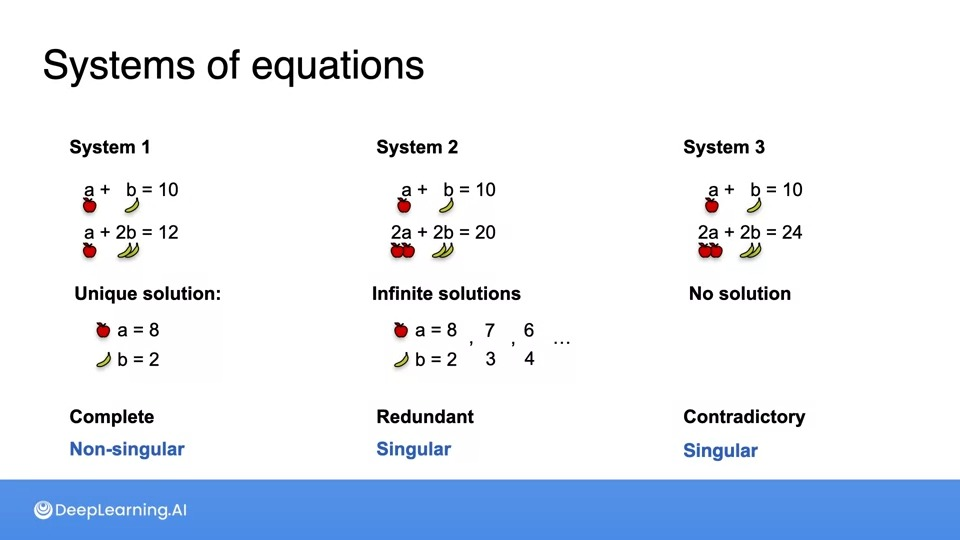 Systems of equations
System 1
a + b = 10
a + 2b = 12
Unique solution:
a = 8
b = 2
Complete
Non-singular
System 2
a + b = 10
2a + 2b = 20
Infinite solutions
a = 8 , 7 , 6 ...
b = 2 3 4
Redundant
Singular
System 3
a + b = 10
2a + 2b = 24
No solution
Contradictory
Singular
DeepLearning.AI